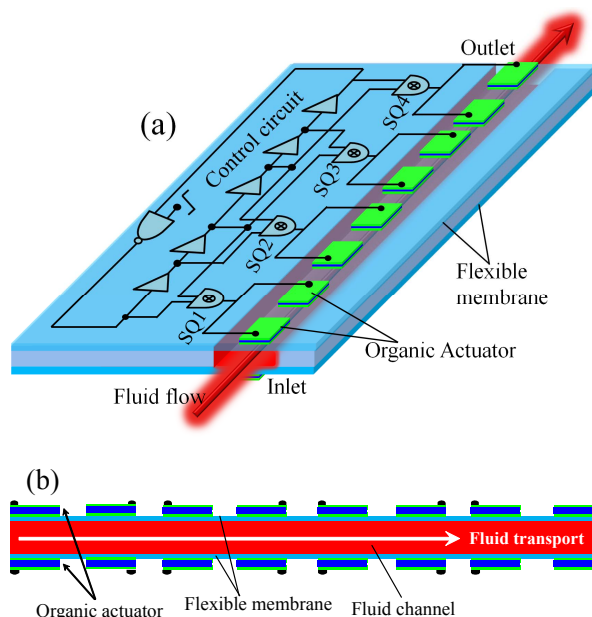 Outlet
(a)
Control circuit
SQ4
SQ3
SQ2
SQ1
Flexible
membrane
Organic Actuator
Inlet
Fluid flow
(b)
Fluid transport
Organic actuator
Flexible membrane
Fluid channel